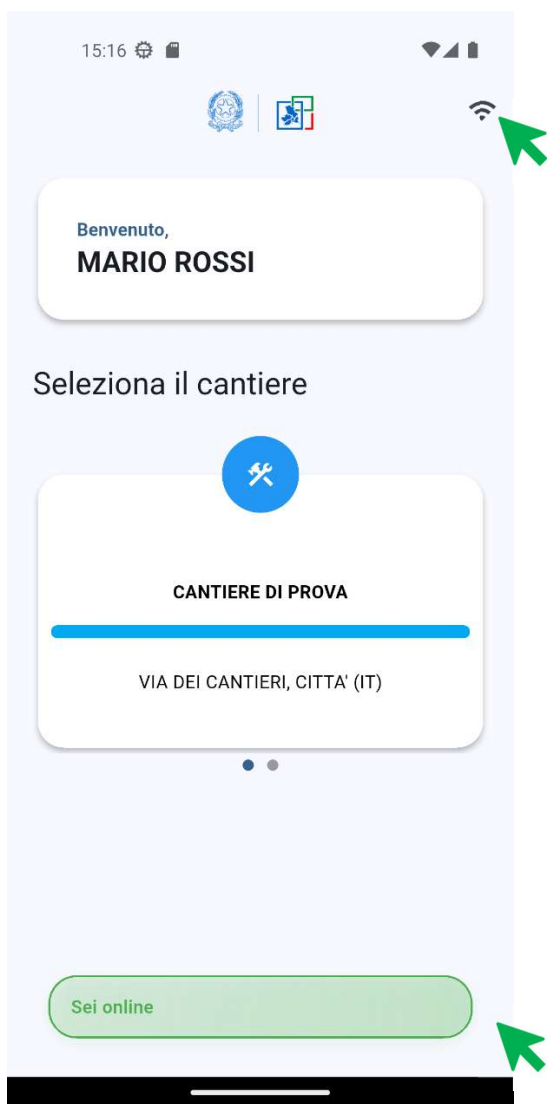 15:16
Benvenuto,
MARIO ROSSI
Seleziona il cantiere
CANTIERE DI PROVA
VIA DEI CANTIERI, CITTA' (IT)
Sei online